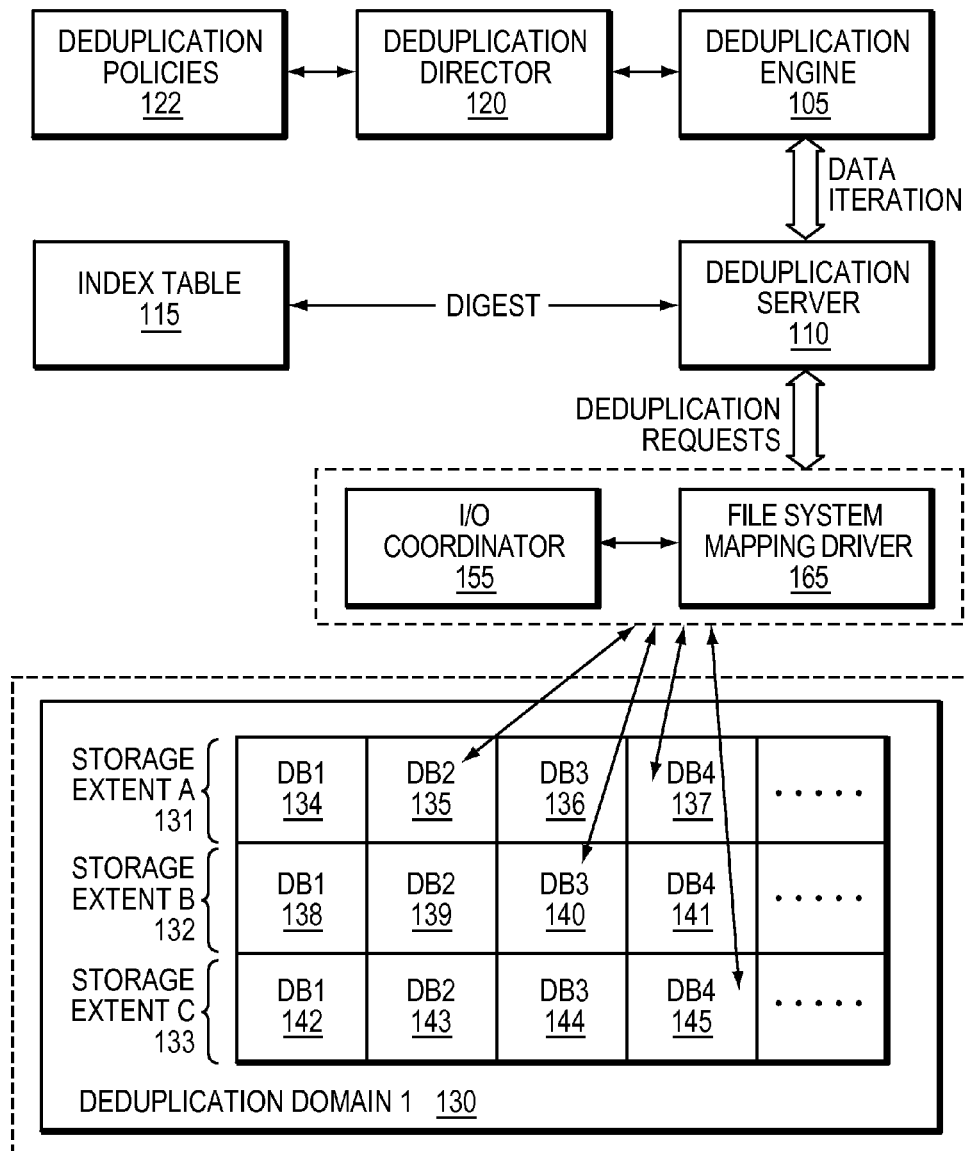 DEDUPLICATION
POLICIES
122
DEDUPLICATION
DIRECTOR
120
DEDUPLICATION
ENGINE
105
DATA
ITERATION
INDEX TABLE
115
DIGEST
DEDUPLICATION
SERVER
110
DEDUPLICATION
REQUESTS
I/O
COORDINATOR
155
FILE SYSTEM
MAPPING DRIVER
165
STORAGE
EXTENT A
131
DB1
134
DB2
135
DB3
136
DB4
137
.....
STORAGE
EXTENT B
132
DB1
138
DB2
139
DB3
140
DB4
141
.....
STORAGE
EXTENT C
133
DB1
142
DB2
143
DB3
144
DB4
145
.....
DEDUPLICATION DOMAIN 1 130